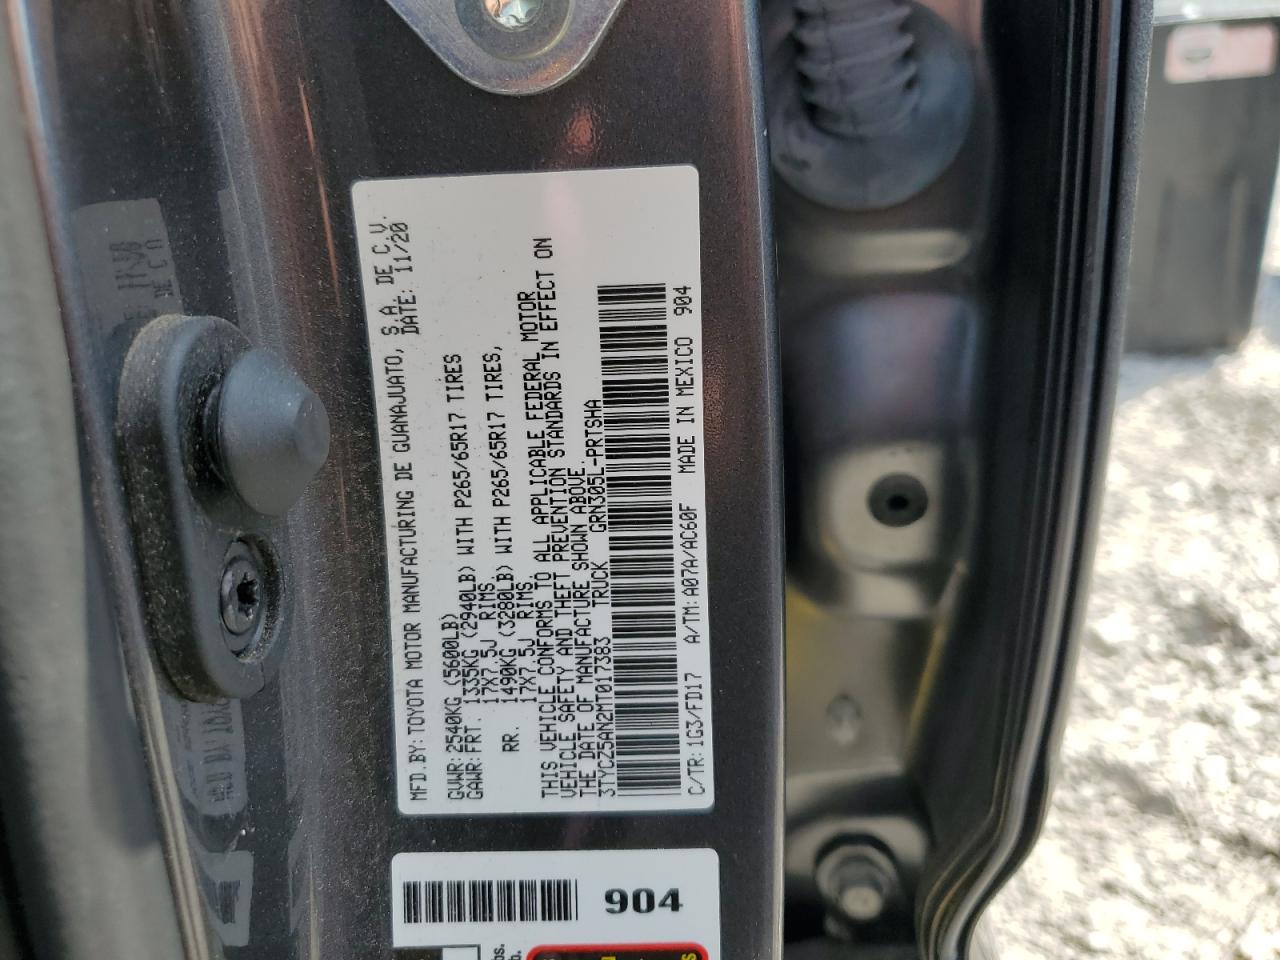 MFD.BY: TOYOTA MOTOR MANUFACTURING DE GUANAJUATO, S.A. DE C.V.
DATE: 11/20
GVWR: 2540KG (5600LB)
GAWR: FRT. 1335KG (2940LB) WITH P265/65R17 TIRES
17X7.5J RIMS,
RR. 1490KG (3280LB) WITH P265/65R17 TIRES,
17X7.5J RIMS.
THIS VEHICLE CONFORMS TO ALL APPLICABLE FEDERAL MOTOR
VEHICLE SAFETY AND THEFT PREVENTION STANDARDS IN EFFECT ON
THE DATE OF MANUFACTURE SHOWN ABOVE.
3TYCZ5AN2MT017383 TRUCK GRN305L-PRTSHA
C/TR: 1G3/FD17 A/TM: A07A/AC60F MADE IN MEXICO 904
904